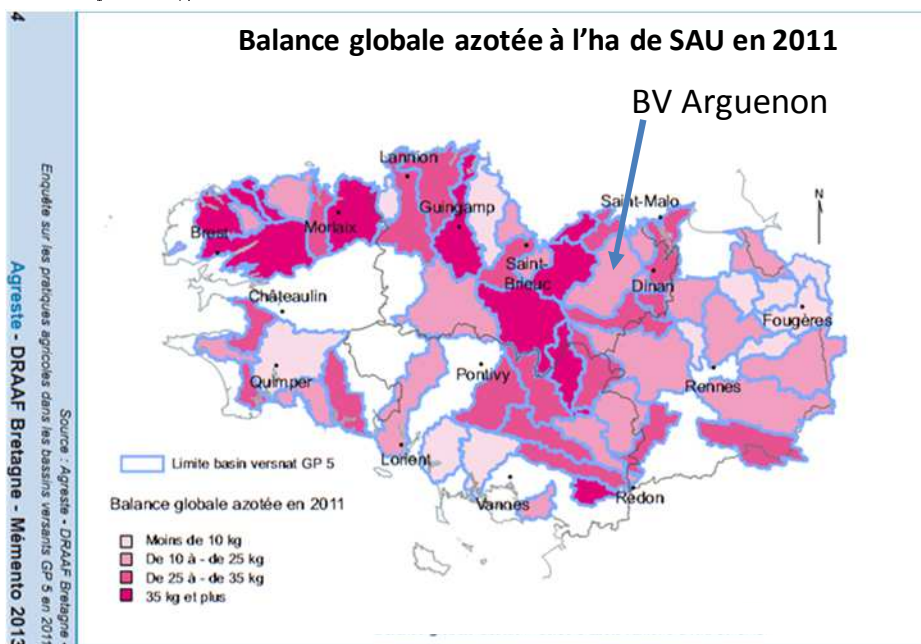 Balance globale azotée à l'ha de SAU en 2011
BV Arguenon
Lannion
Guingamp
Saint-Malo
N
Brest
Morlaix
Saint-
Brieuc
Dinan
Châteaulin
Fougères
Quimper
Pontivy
Rennes
Lorient
Vannes
Redon
Limite basin versnat GP 5
Balance globale azotée en 2011
Moins de 10 kg
De 10 à - de 25 kg
De 25 à - de 35 kg
35 kg et plus
4
Source : Agreste - DRAAF Bretagne -
Enquête sur les pratiques agricoles dans les bassins versants GP 5 en 2011
Agreste - DRAAF Bretagne - Mémento 2013